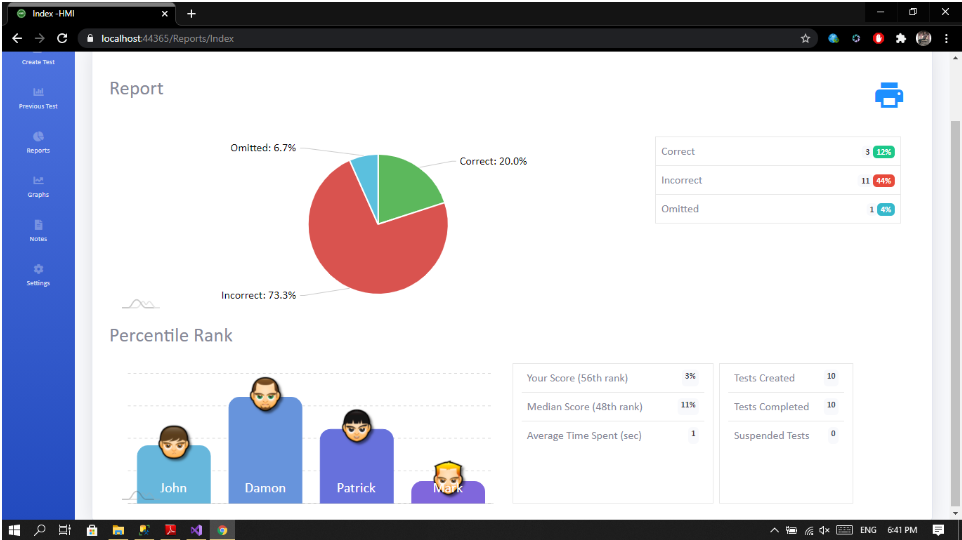 Index -HMI
localhost:44365/Reports/Index
Create Test
Previous Test
Reports
Graphs
Notes
Settings
Report
Omitted: 6.7%
Correct: 20.0%
Incorrect: 73.3%
Correct 3 12%
Incorrect 11 44%
Omitted 1 4%
Percentile Rank
John
Damon
Patrick
Mark
Your Score (56th rank) 3%
Median Score (48th rank) 11%
Average Time Spent (sec) 1
Tests Created 10
Tests Completed 10
Suspended Tests 0
ENG 6:41 PM